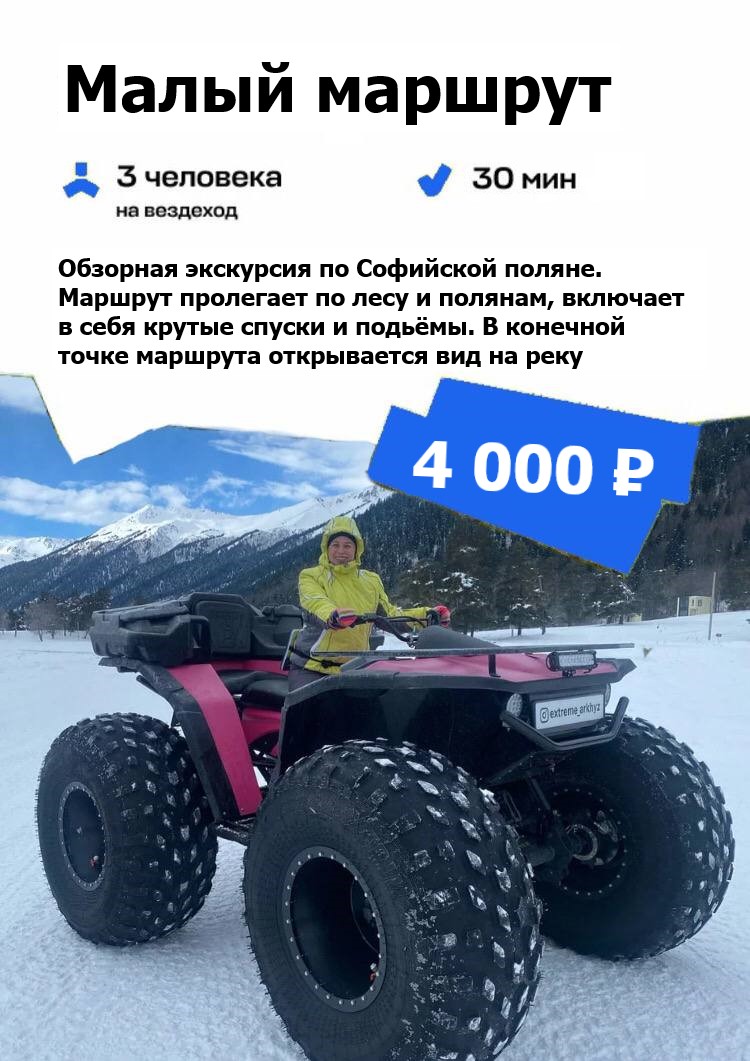 Малый маршрут
3 человека
на вездеход
30 мин
Обзорная экскурсия по Софийской поляне.
Маршрут пролегает по лесу и полянам, включает
в себя крутые спуски и подьёмы. В конечной
точке маршрута открывается вид на реку
4 000 ₽
extreme_arkhyz